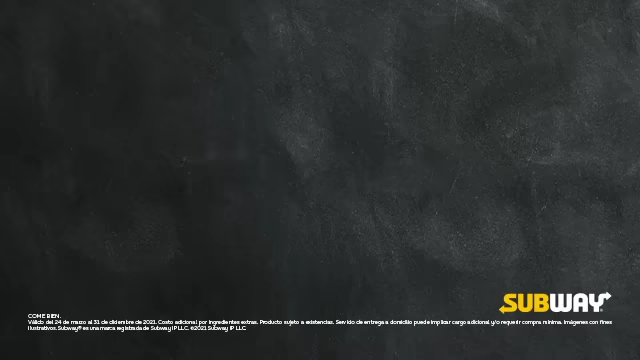 SUBWAY
COME BIEN.
Válido del 24 de marzo al 31 de diciembre de 2021. Costo adicional por ingredientes extras. Producto sujeto a existencias. Servicio de entrega a domicilio puede implicar cargo adicional y/o requerir compra mínima. Imágenes con fines
ilustrativos. Subway® es una marca registrada de Subway IP LLC. ©2021 Subway IP LLC.